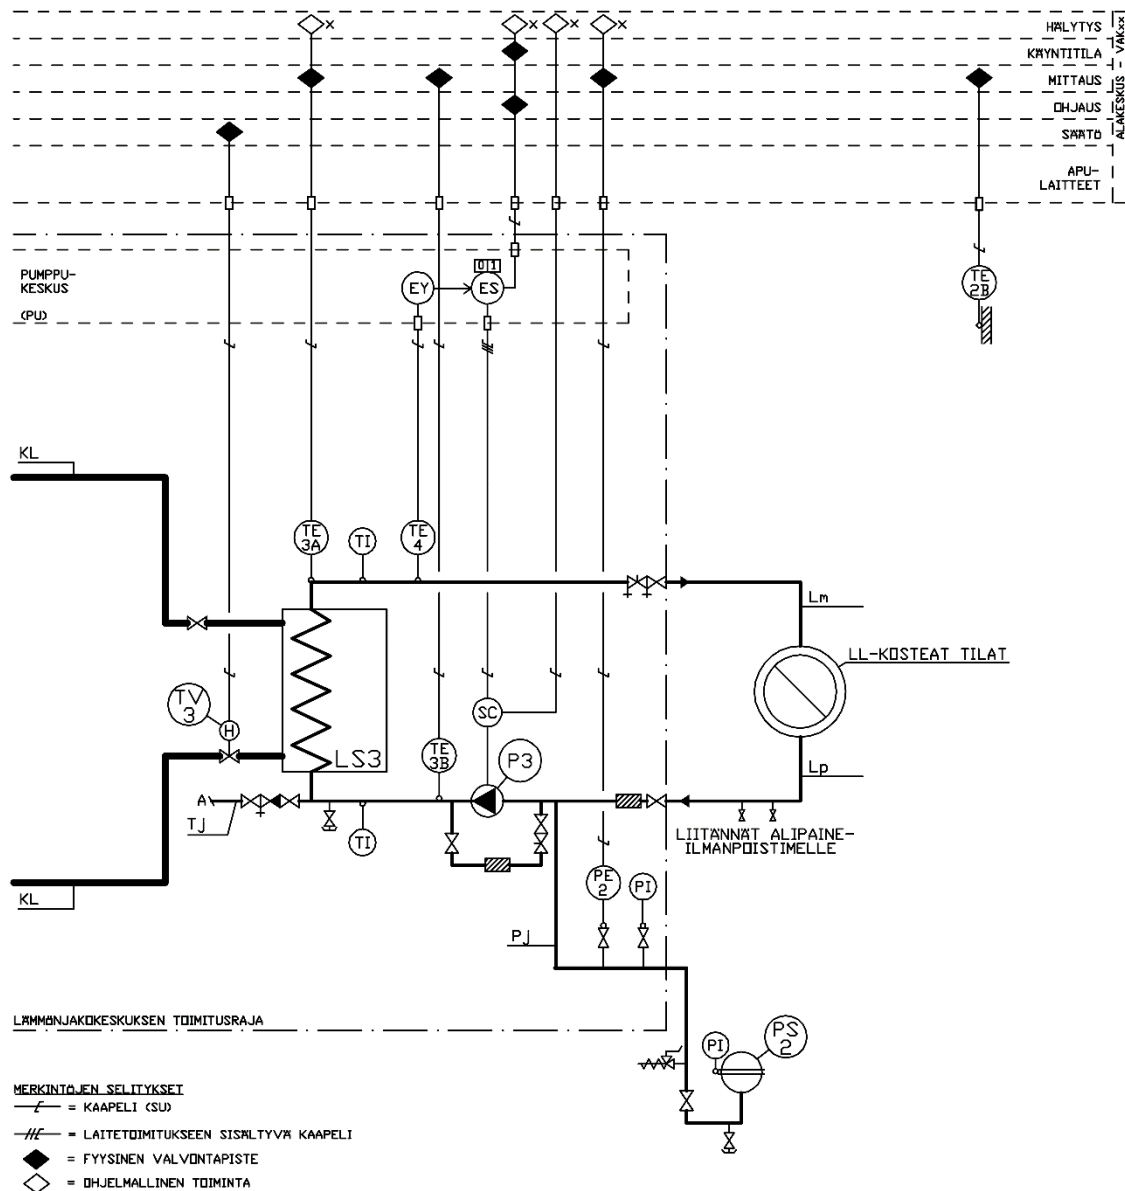 x
x
x
HÄLYTYS
KÄYNTITILA
MITTAUS
OHJAUS
SÄÄTÖ
APU-
LAITTEET
ALAKESKUS - VAKxx
PUMPPU-
KESKUS
(PU)
EY
0 1
ES
TE
2B
KL
TE
3A
TI
TE
4
Lm
LL-KOSTEAT TILAT
TV
3
H
SC
LS3
TE
3B
P3
Lp
A
Tj
TI
LIITÄNNÄT ALIPAINE-
ILMANPOISTIMELLE
KL
PE
2
PI
Pj
LÄMMÖNJAKOKESKUKSEN TOIMITUSRAJA
PI
PS
2
MERKINTÖJEN SELITYKSET
= KAAPELI (SU)
= LAITETOIMITUKSEEN SISÄLTYVÄ KAAPELI
= FYYSINEN VALVONTAPISTE
= OHJELMALLINEN TOIMINTA